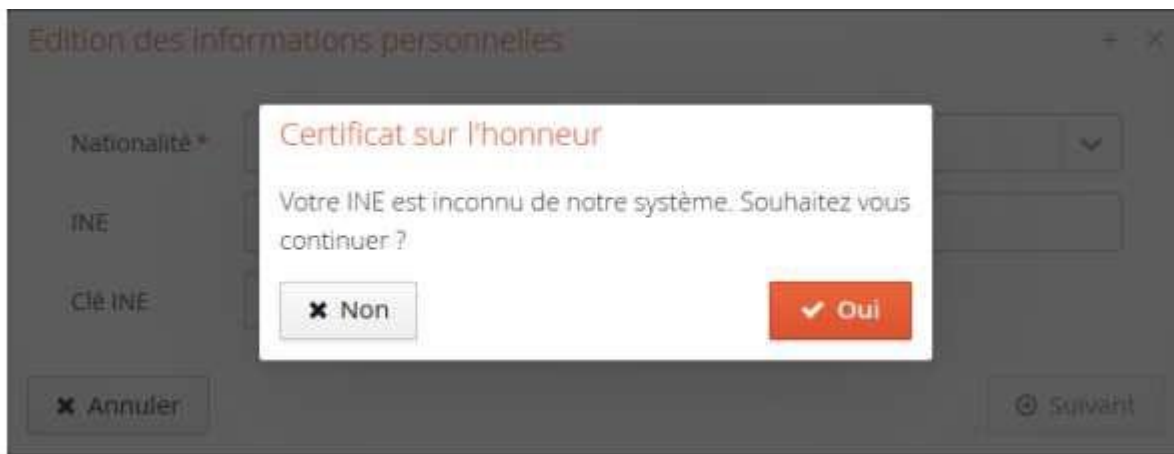 Edition des informations personnelles
Certificat sur l'honneur
Nationalité *
Votre INE est inconnu de notre système. Souhaitez vous
continuer ?
INE
Clé INE
Non
Oui
Annuler
Suivant